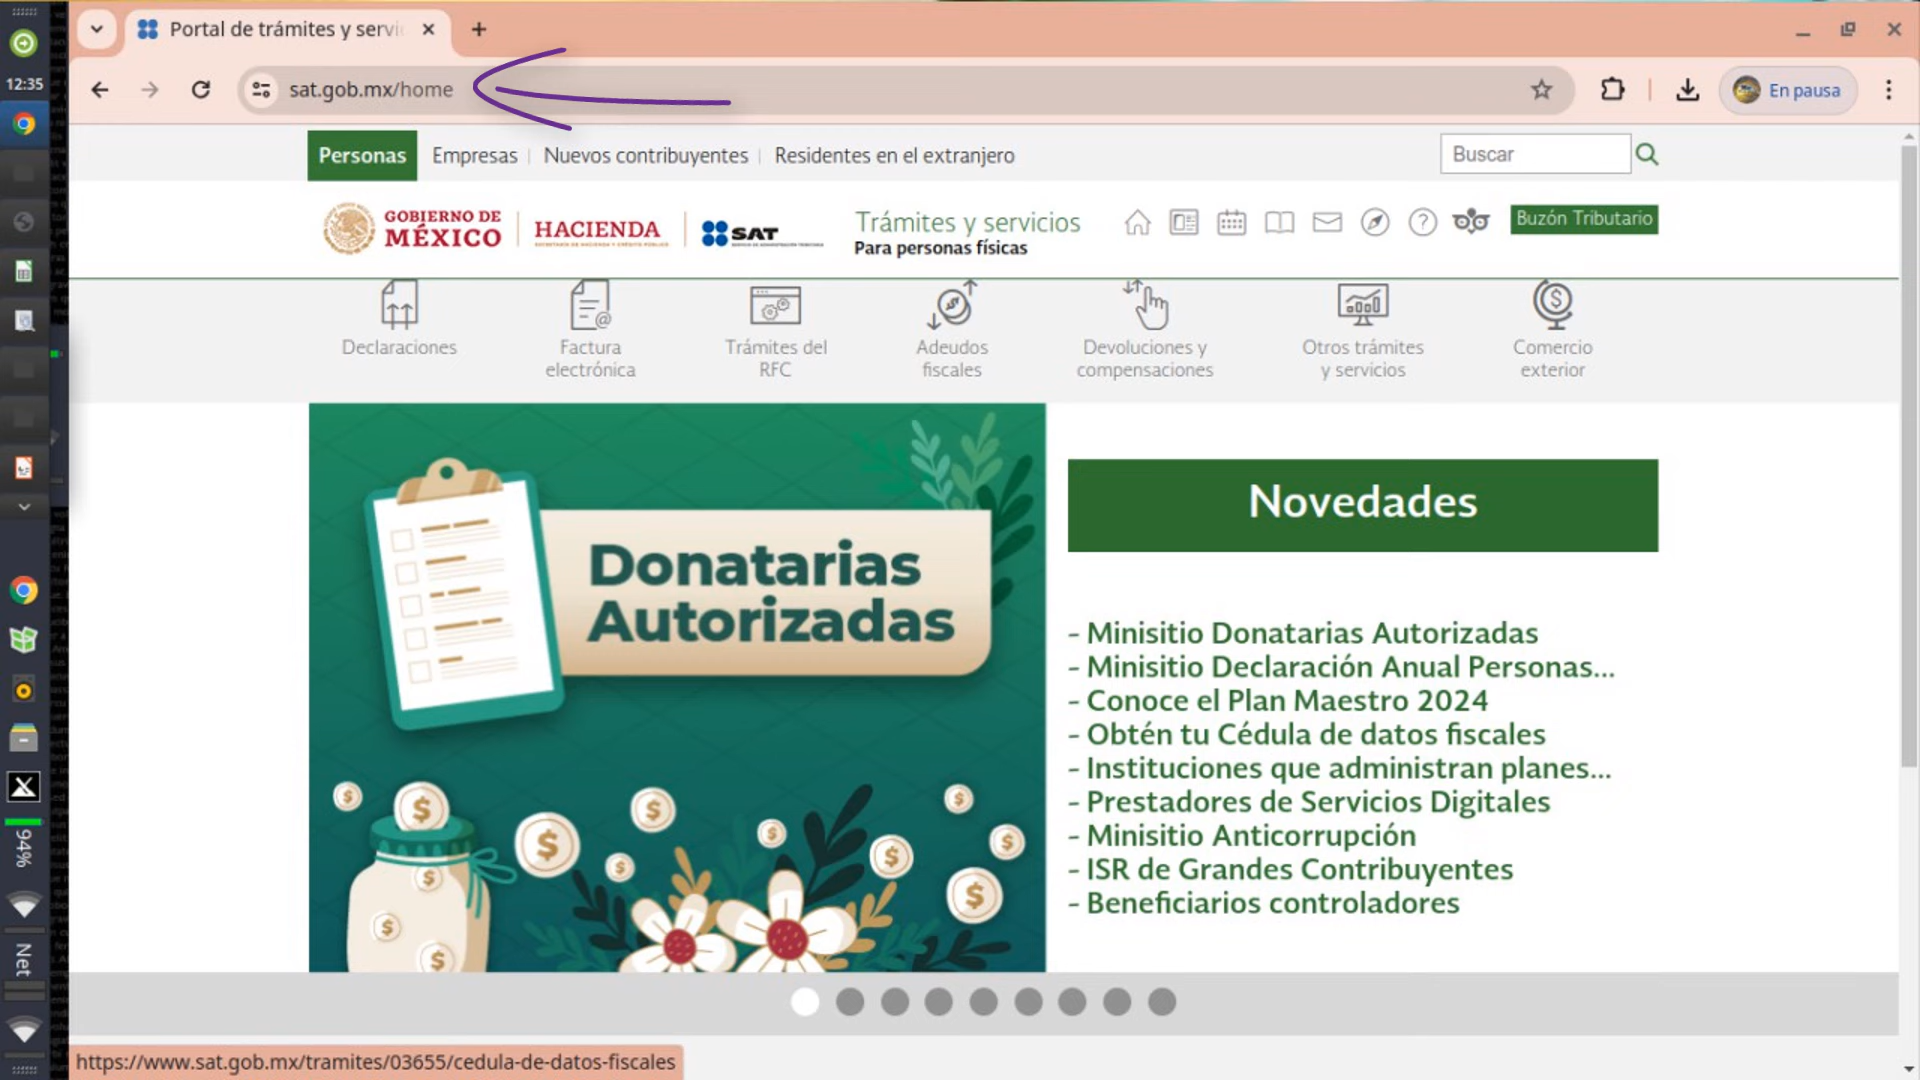 Portal de trámites y servi
12:35
sat.gob.mx/home
En pausa
Personas
Empresas
Nuevos contribuyentes
Residentes en el extranjero
Buscar
GOBIERNO DE
MÉXICO
HACIENDA
SAT
Trámites y servicios
Para personas físicas
Buzón Tributario
Declaraciones
Factura
electrónica
Trámites del
RFC
Adeudos
fiscales
Devoluciones y
compensaciones
Otros trámites
y servicios
Comercio
exterior
Donatarias
Autorizadas
Novedades
- Minisitio Donatarias Autorizadas
- Minisitio Declaración Anual Personas...
- Conoce el Plan Maestro 2024
- Obtén tu Cédula de datos fiscales
- Instituciones que administran planes...
- Prestadores de Servicios Digitales
- Minisitio Anticorrupción
- ISR de Grandes Contribuyentes
- Beneficiarios controladores
94%
Net
https://www.sat.gob.mx/tramites/03655/cedula-de-datos-fiscales